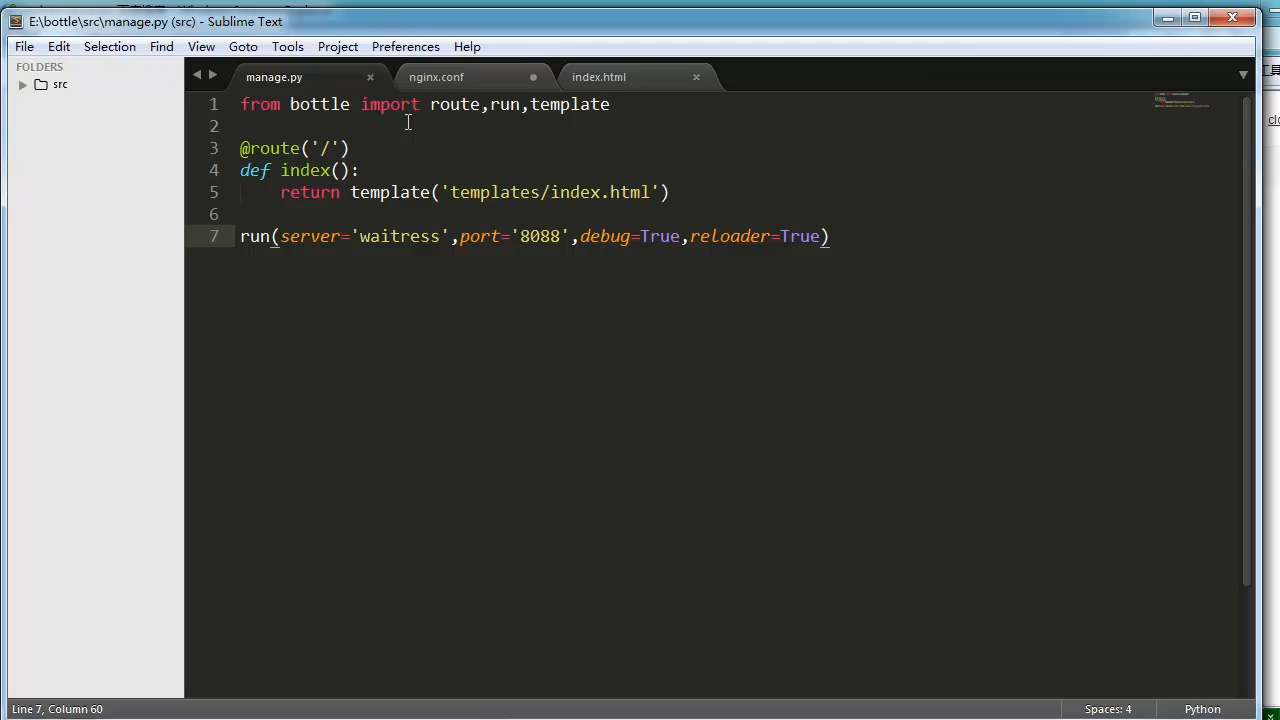 E:\bottle\src\manage.py (src) - Sublime Text
File Edit Selection Find View Goto Tools Project Preferences Help
FOLDERS
src
manage.py nginx.conf index.html
1 from bottle import route,run,template
2
3 @route('/')
4 def index():
5 return template('templates/index.html')
6
7 run(server='waitress',port='8088',debug=True,reloader=True)
Line 7, Column 60 Spaces: 4 Python